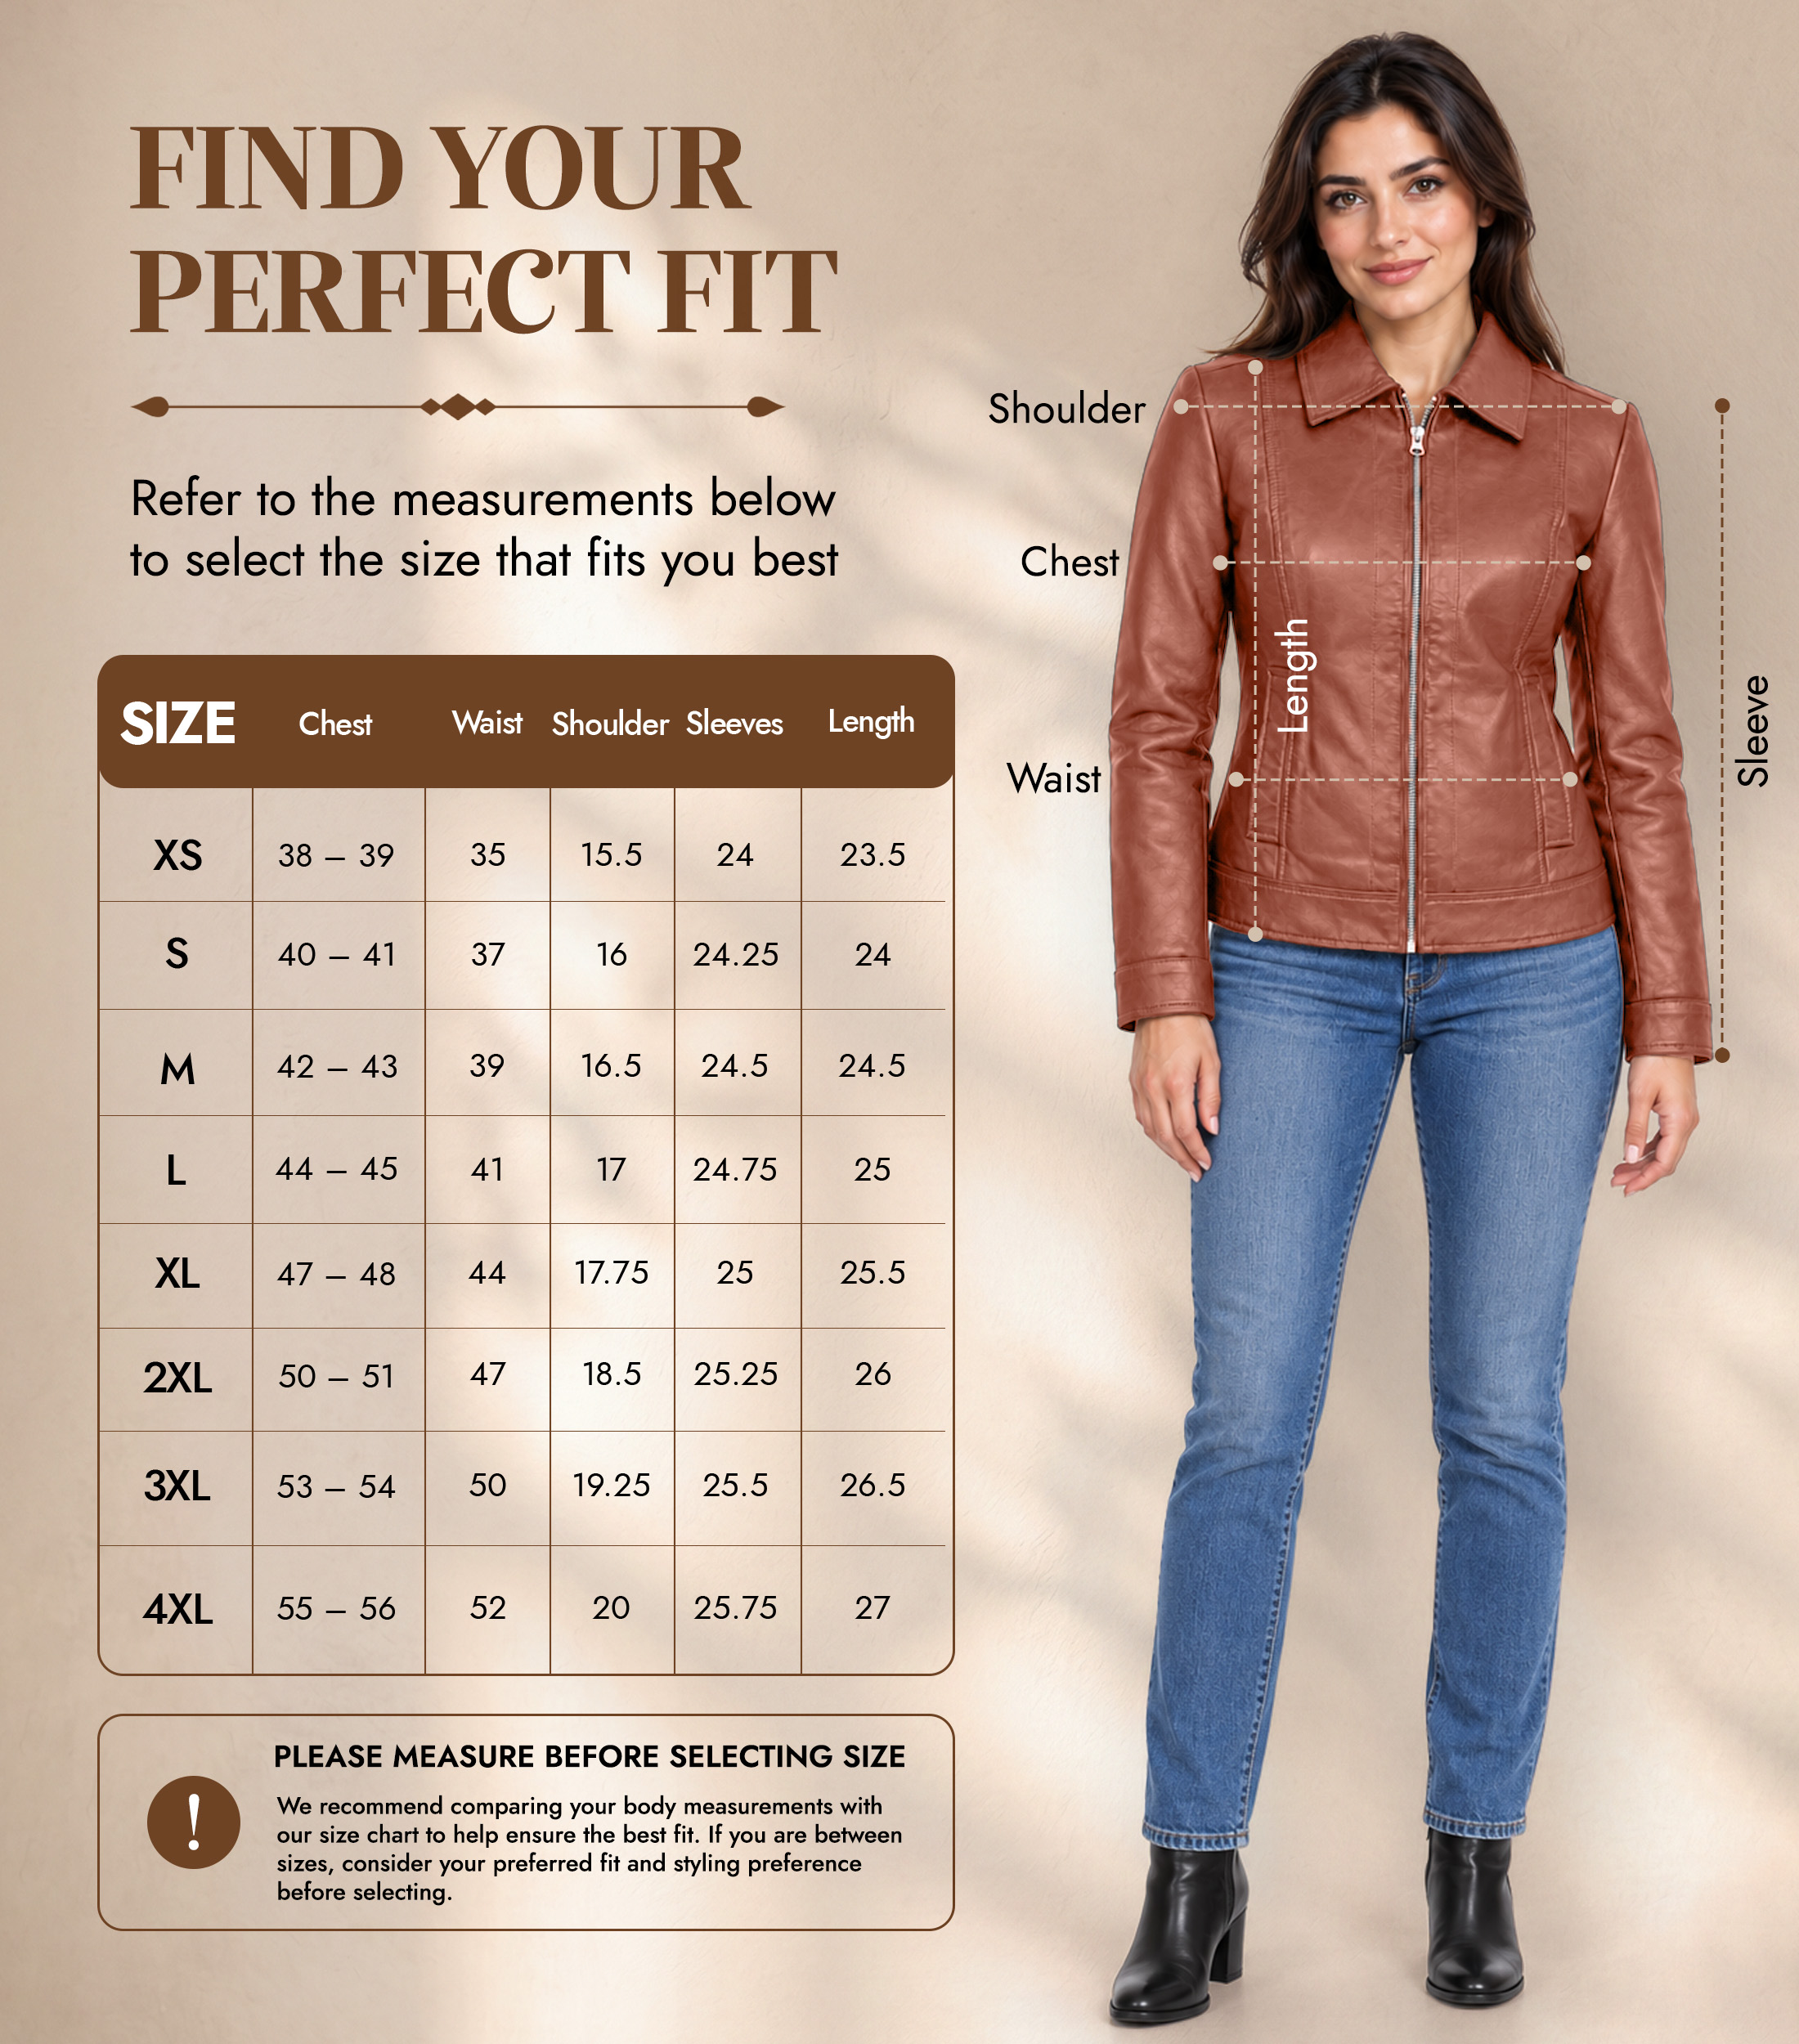 FIND YOUR
PERFECT FIT
Refer to the measurements below
to select the size that fits you best
SIZE Chest Waist Shoulder Sleeves Length
XS 38 – 39 35 15.5 24 23.5
S 40 – 41 37 16 24.25 24
M 42 – 43 39 16.5 24.5 24.5
L 44 – 45 41 17 24.75 25
XL 47 – 48 44 17.75 25 25.5
2XL 50 – 51 47 18.5 25.25 26
3XL 53 – 54 50 19.25 25.5 26.5
4XL 55 – 56 52 20 25.75 27
!
PLEASE MEASURE BEFORE SELECTING SIZE
We recommend comparing your body measurements with
our size chart to help ensure the best fit. If you are between
sizes, consider your preferred fit and styling preference
before selecting.
Shoulder
Chest
Length
Waist
Sleeve